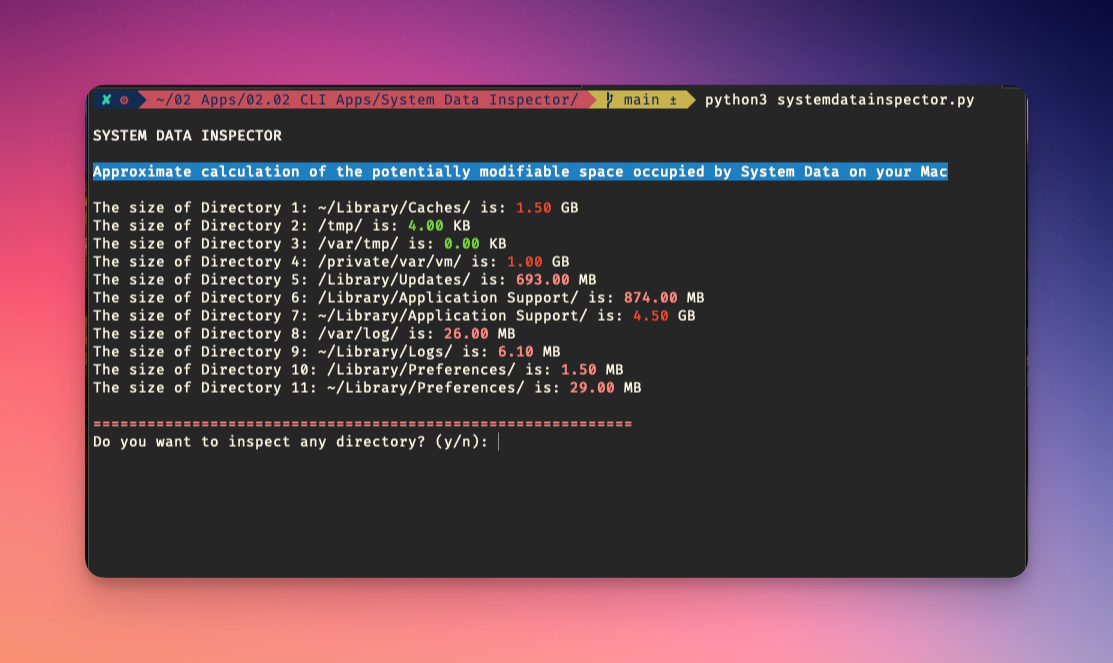 ✘ ⚙ ~/02 Apps/02.02 CLI Apps/System Data Inspector/ main ± python3 systemdatainspector.py
SYSTEM DATA INSPECTOR
Approximate calculation of the potentially modifiable space occupied by System Data on your Mac
The size of Directory 1: ~/Library/Caches/ is: 1.50 GB
The size of Directory 2: /tmp/ is: 4.00 KB
The size of Directory 3: /var/tmp/ is: 0.00 KB
The size of Directory 4: /private/var/vm/ is: 1.00 GB
The size of Directory 5: /Library/Updates/ is: 693.00 MB
The size of Directory 6: /Library/Application Support/ is: 874.00 MB
The size of Directory 7: ~/Library/Application Support/ is: 4.50 GB
The size of Directory 8: /var/log/ is: 26.00 MB
The size of Directory 9: ~/Library/Logs/ is: 6.10 MB
The size of Directory 10: /Library/Preferences/ is: 1.50 MB
The size of Directory 11: ~/Library/Preferences/ is: 29.00 MB
============================================================
Do you want to inspect any directory? (y/n):